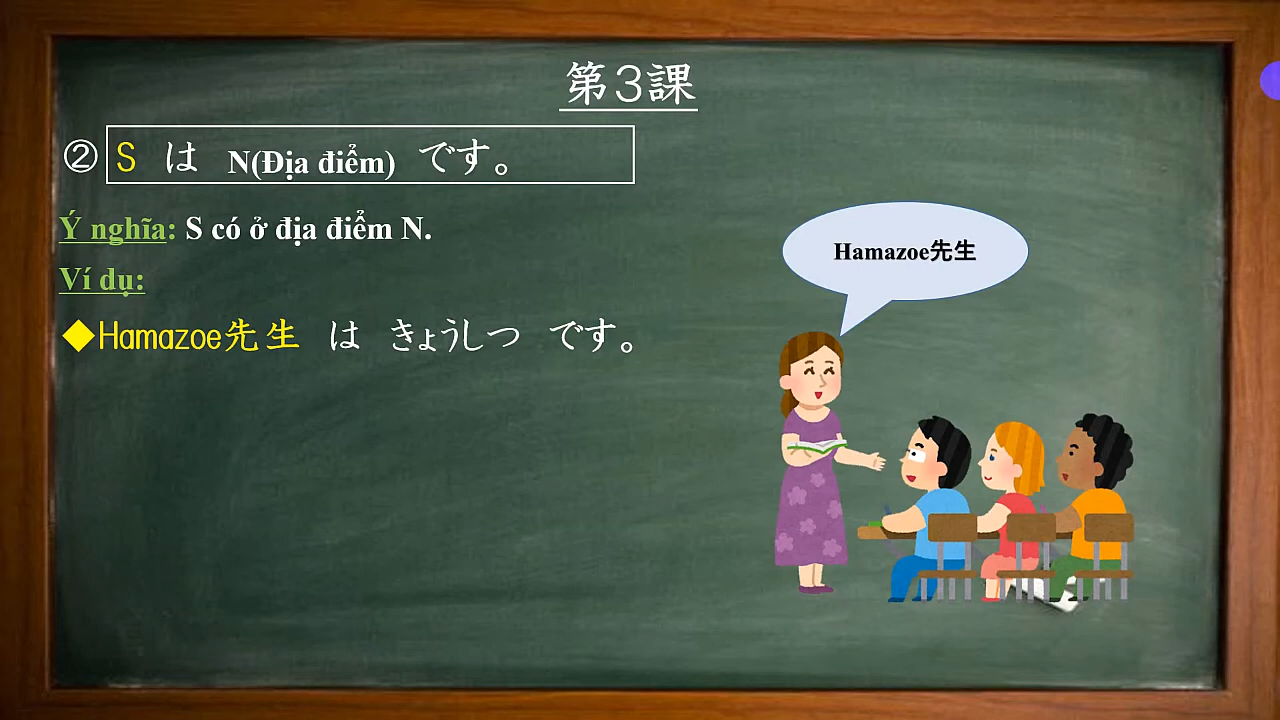 第3課
② S は N(Địa điểm) です。
Ý nghĩa: S có ở địa điểm N.
Ví dụ:
◆Hamazoe先生 は きょうしつ です。
Hamazoe先生